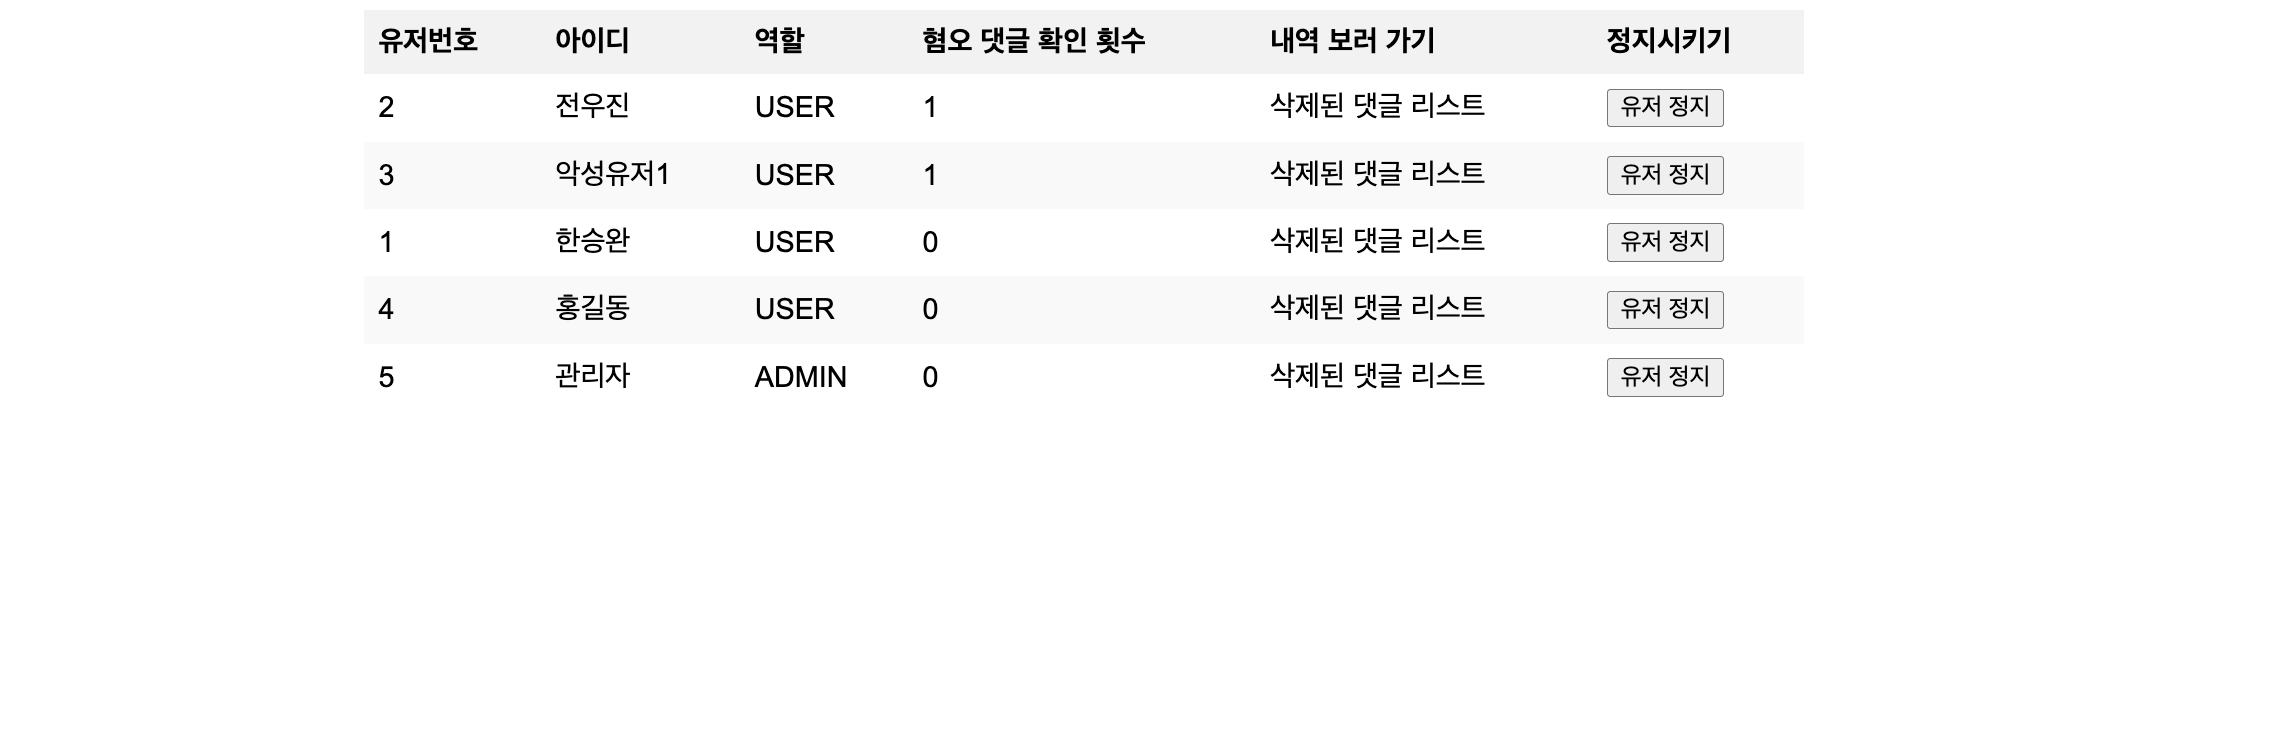 유저번호 아이디 역할 혐오 댓글 확인 횟수 내역 보러 가기 정지시키기
2 전우진 USER 1 삭제된 댓글 리스트 유저 정지
3 악성유저1 USER 1 삭제된 댓글 리스트 유저 정지
1 한승완 USER 0 삭제된 댓글 리스트 유저 정지
4 홍길동 USER 0 삭제된 댓글 리스트 유저 정지
5 관리자 ADMIN 0 삭제된 댓글 리스트 유저 정지